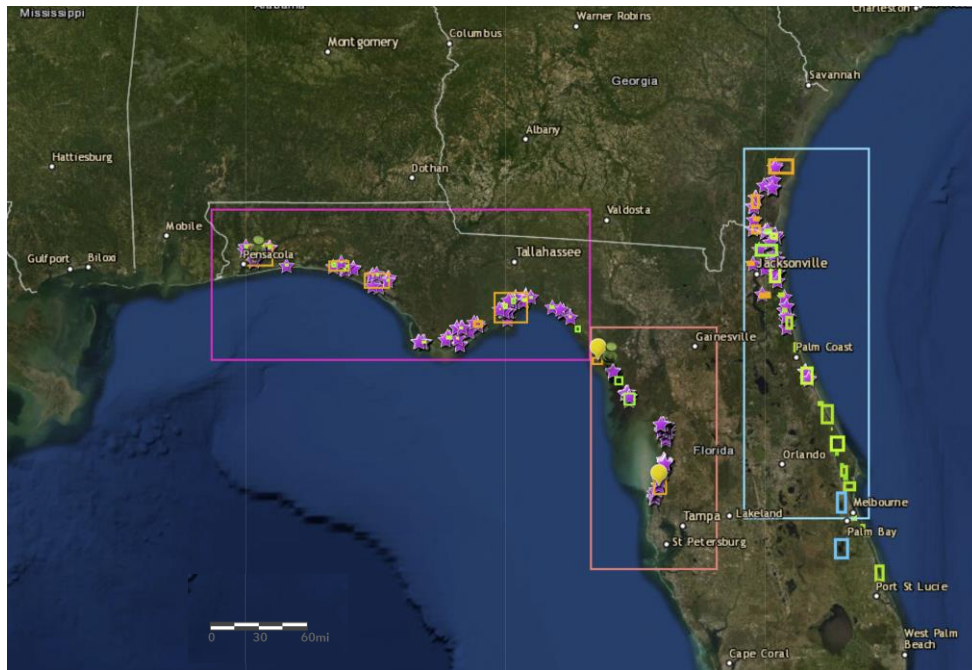 Mississippi
Alabama
Charleston
Warner Robins
Columbus
Montgomery
Georgia
Savannah
Albany
Hattiesburg
Dothan
Valdosta
Mobile
Tallahassee
Gulfport
Biloxi
Pensacola
Jacksonville
Gainesville
Palm Coast
Florida
Orlando
Melbourne
Tampa
Lakeland
Palm Bay
St Petersburg
Port St Lucie
0 30 60mi
West Palm
Beach
Cape Coral